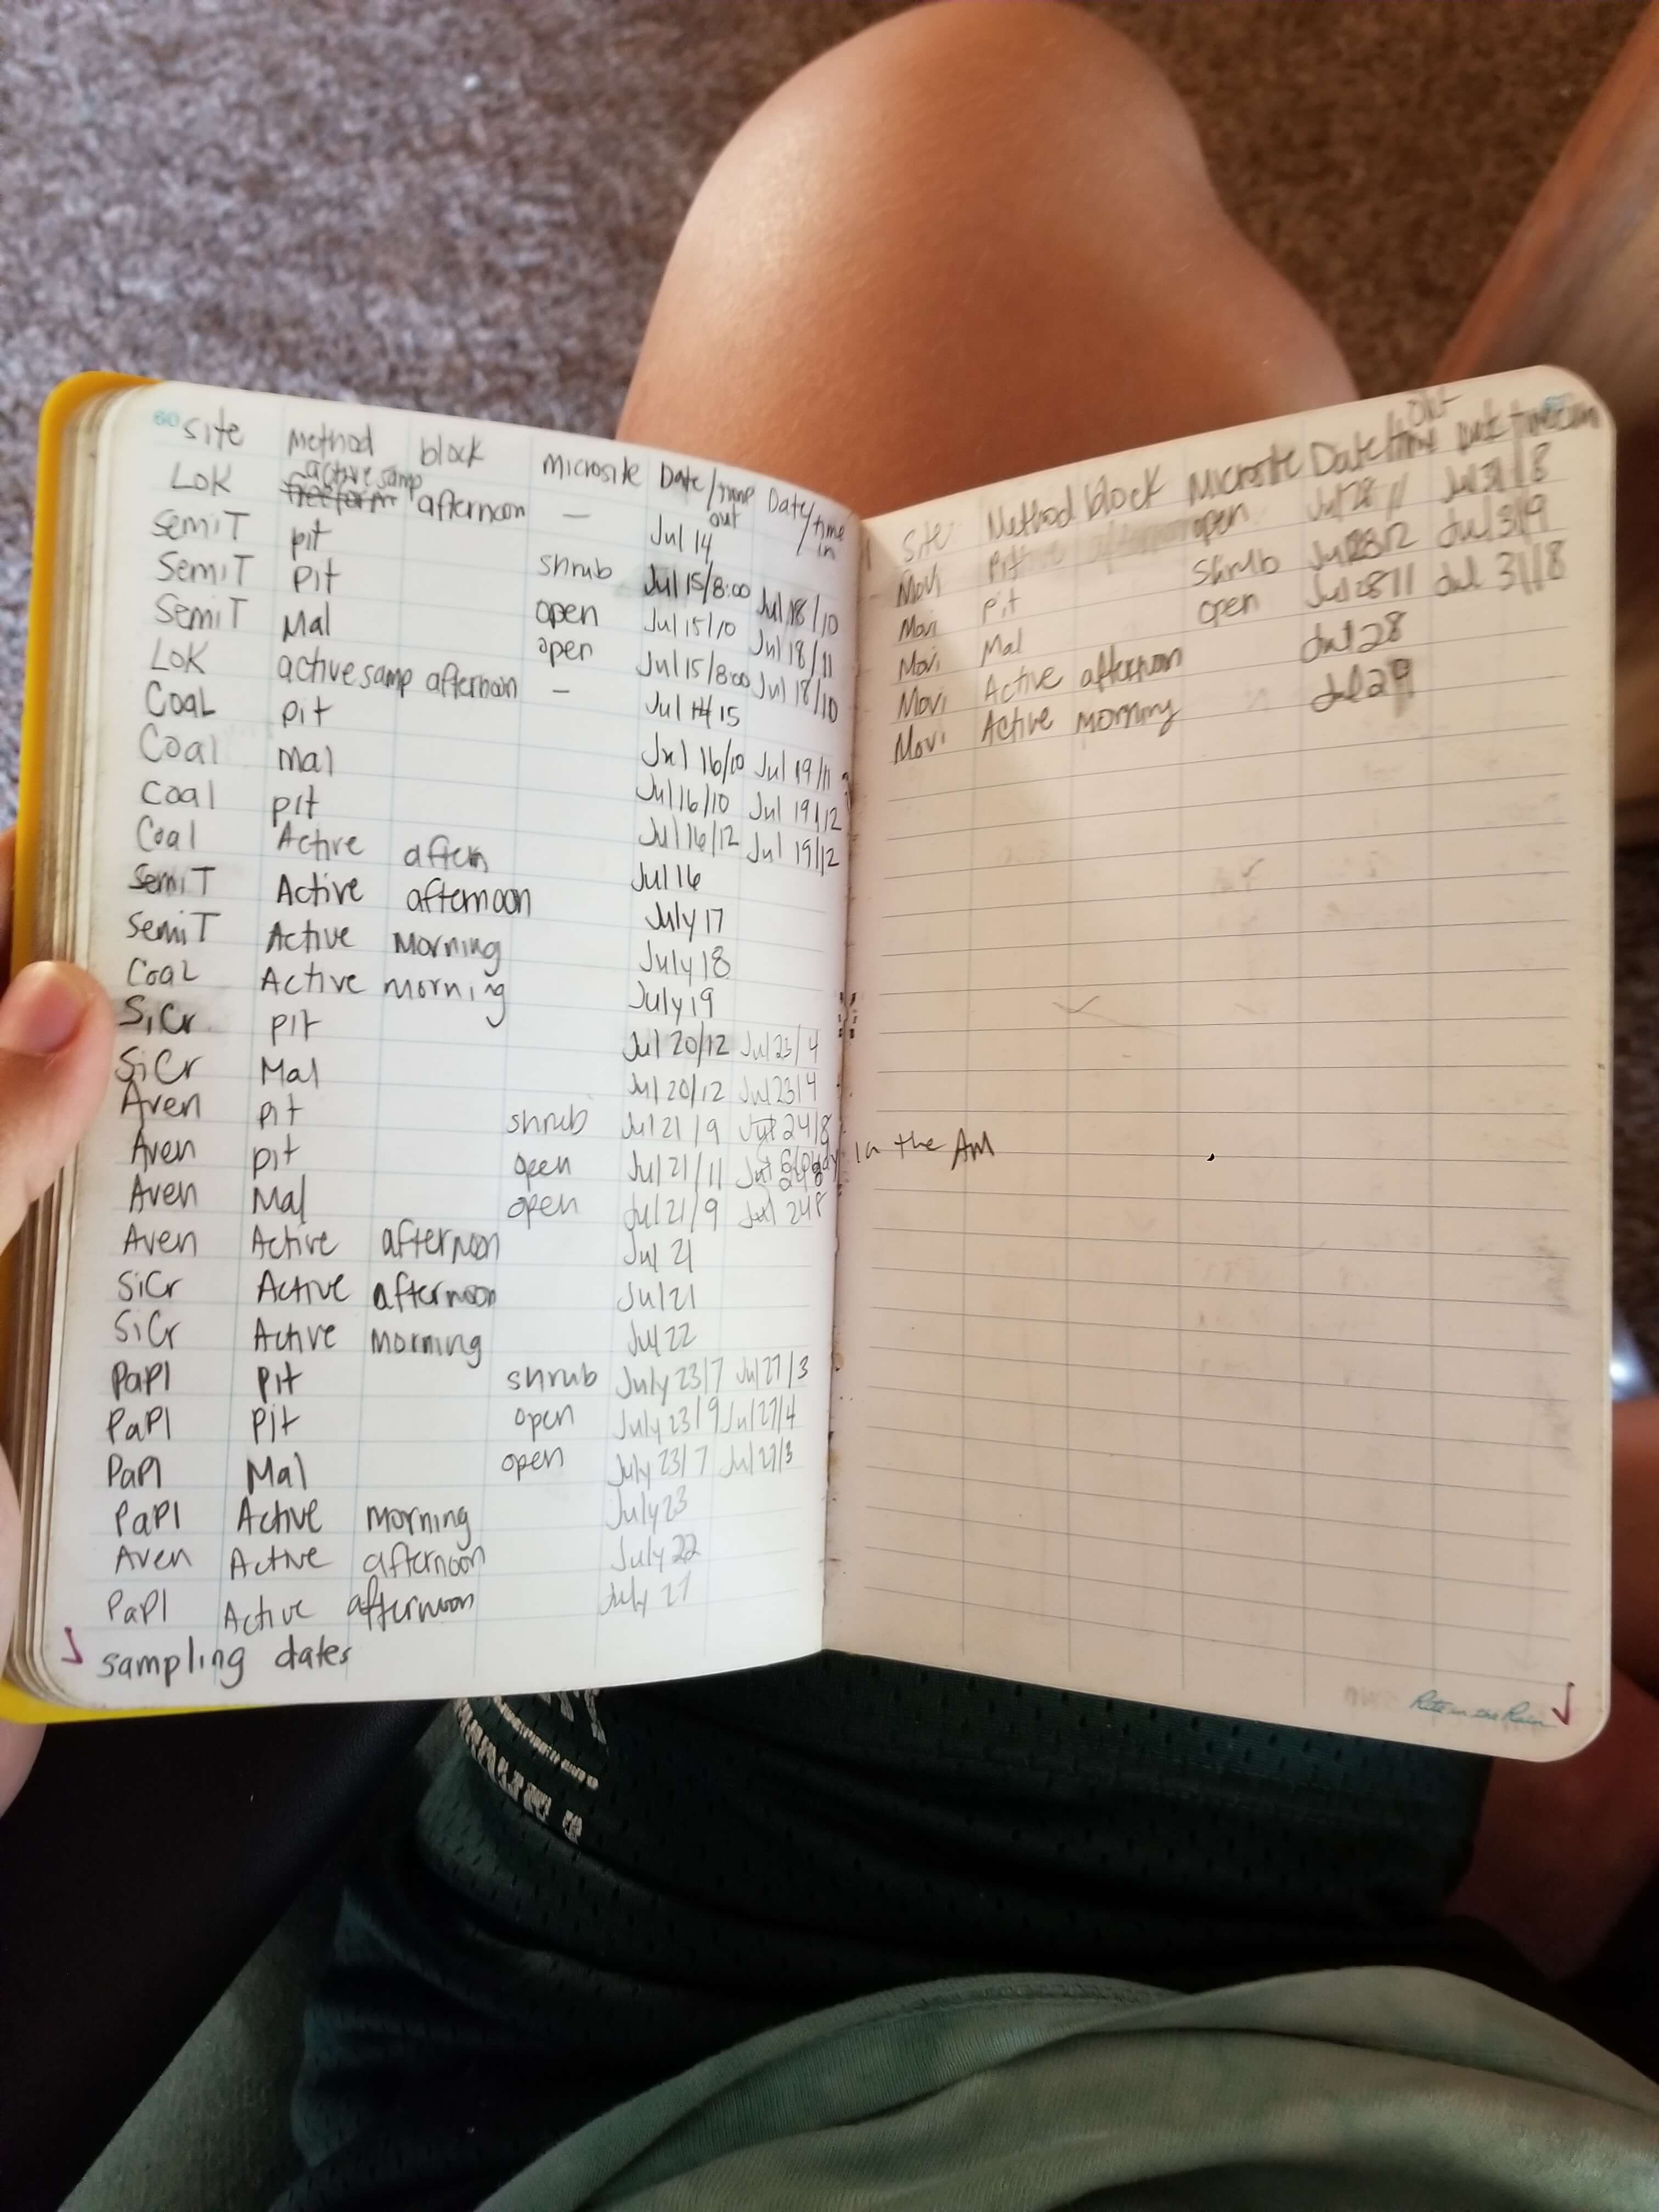 60
site Method block Microsite Date/time out Date/time in
LoK active samp afternoon — Jul 14
SemiT pit shrub Jul 15/8:00 Jul 18/10
SemiT pit open Jul 15/10 Jul 18/11
SemiT Mal open Jul 15/8:00 Jul 18/10
LoK active samp afternoon — Jul 15
CoaL pit Jul 16/10 Jul 19/11
Coal Mal Jul 16/10 Jul 19/12
Coal pit Jul 16/12 Jul 19/12
Coal Active aftern Jul 16
SemiT Active afternoon July 17
SemiT Active Morning July 18
CoaL Active morning July 19
SiCr pit Jul 20/12 Jul 23/4
SiCr Mal Jul 20/12 Jul 23/4
Aven pit shrub Jul 21/9 Jul 24/8
Aven pit open Jul 21/11 in the AM
Aven Mal open Jul 21/9 Jul 24 8
Aven Active afternoon Jul 21
SiCr Active afternoon Jul 21
SiCr Active Morning Jul 22
PaPl Pit shrub July 23/7 Jul 27/3
PaPl Pit open July 23/9 Jul 27/4
PaPl Mal open July 23/7 Jul 27/3
PaPl Active Morning July 23
Aven Active afternoon July 22
PaPl Active afternoon July 27
sampling dates
Site Method block Microsite Date/time out
Movi Pit open Jul 28 11 Jul 31/8
Movi pit shrub Jul 28 12 Jul 31/9
Movi Mal open Jul 28 11 Jul 31/8
Movi Active afternoon Jul 28
Movi Active Morning Jul 29
Rite in the Rain